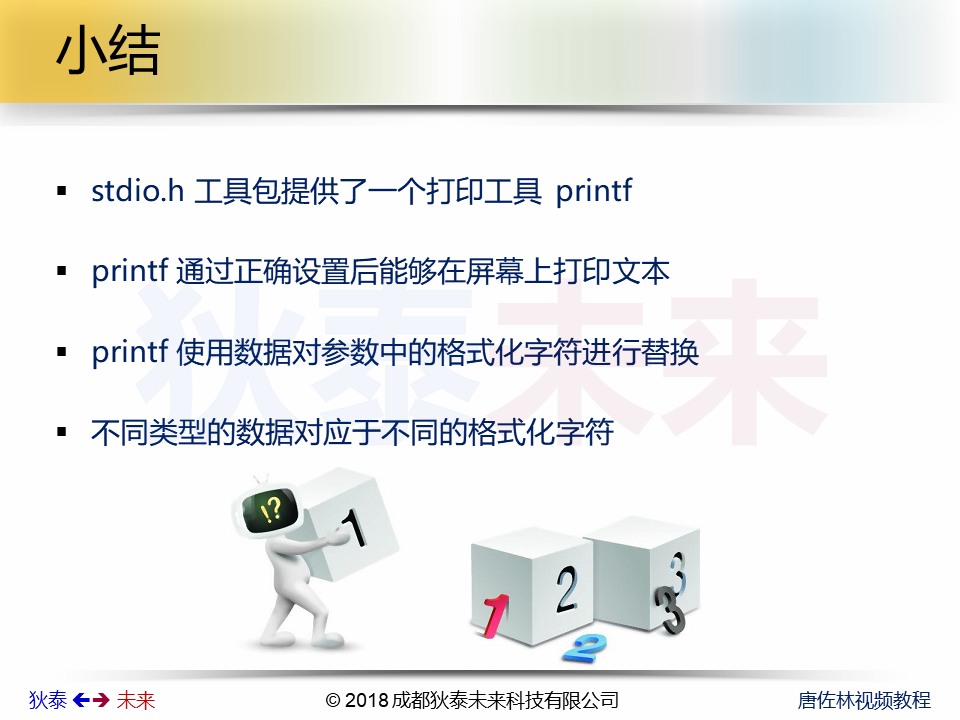 小结
stdio.h 工具包提供了一个打印工具 printf
printf 通过正确设置后能够在屏幕上打印文本
printf 使用数据对参数中的格式化字符进行替换
不同类型的数据对应于不同的格式化字符
狄泰未来
!?
1
2
3
1
2
3
狄泰 未来
© 2018 成都狄泰未来科技有限公司
唐佐林视频教程